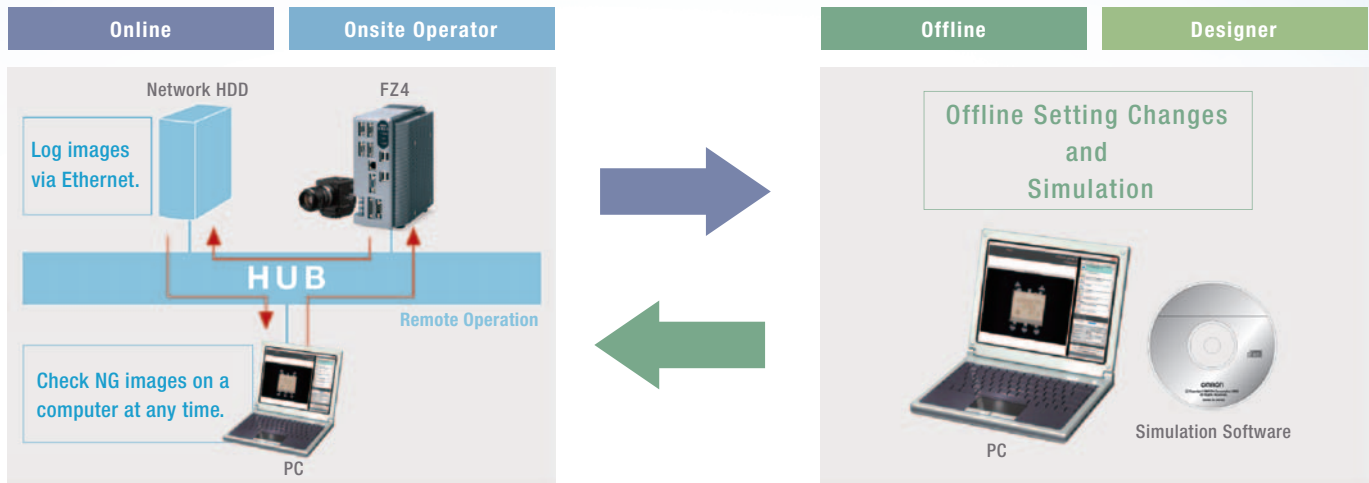 Online
Onsite Operator
Network HDD
FZ4
Log images
via Ethernet.
HUB
Remote Operation
Check NG images on a
computer at any time.
PC
Offline
Designer
Offline Setting Changes
and
Simulation
OMRON
PC
Simulation Software